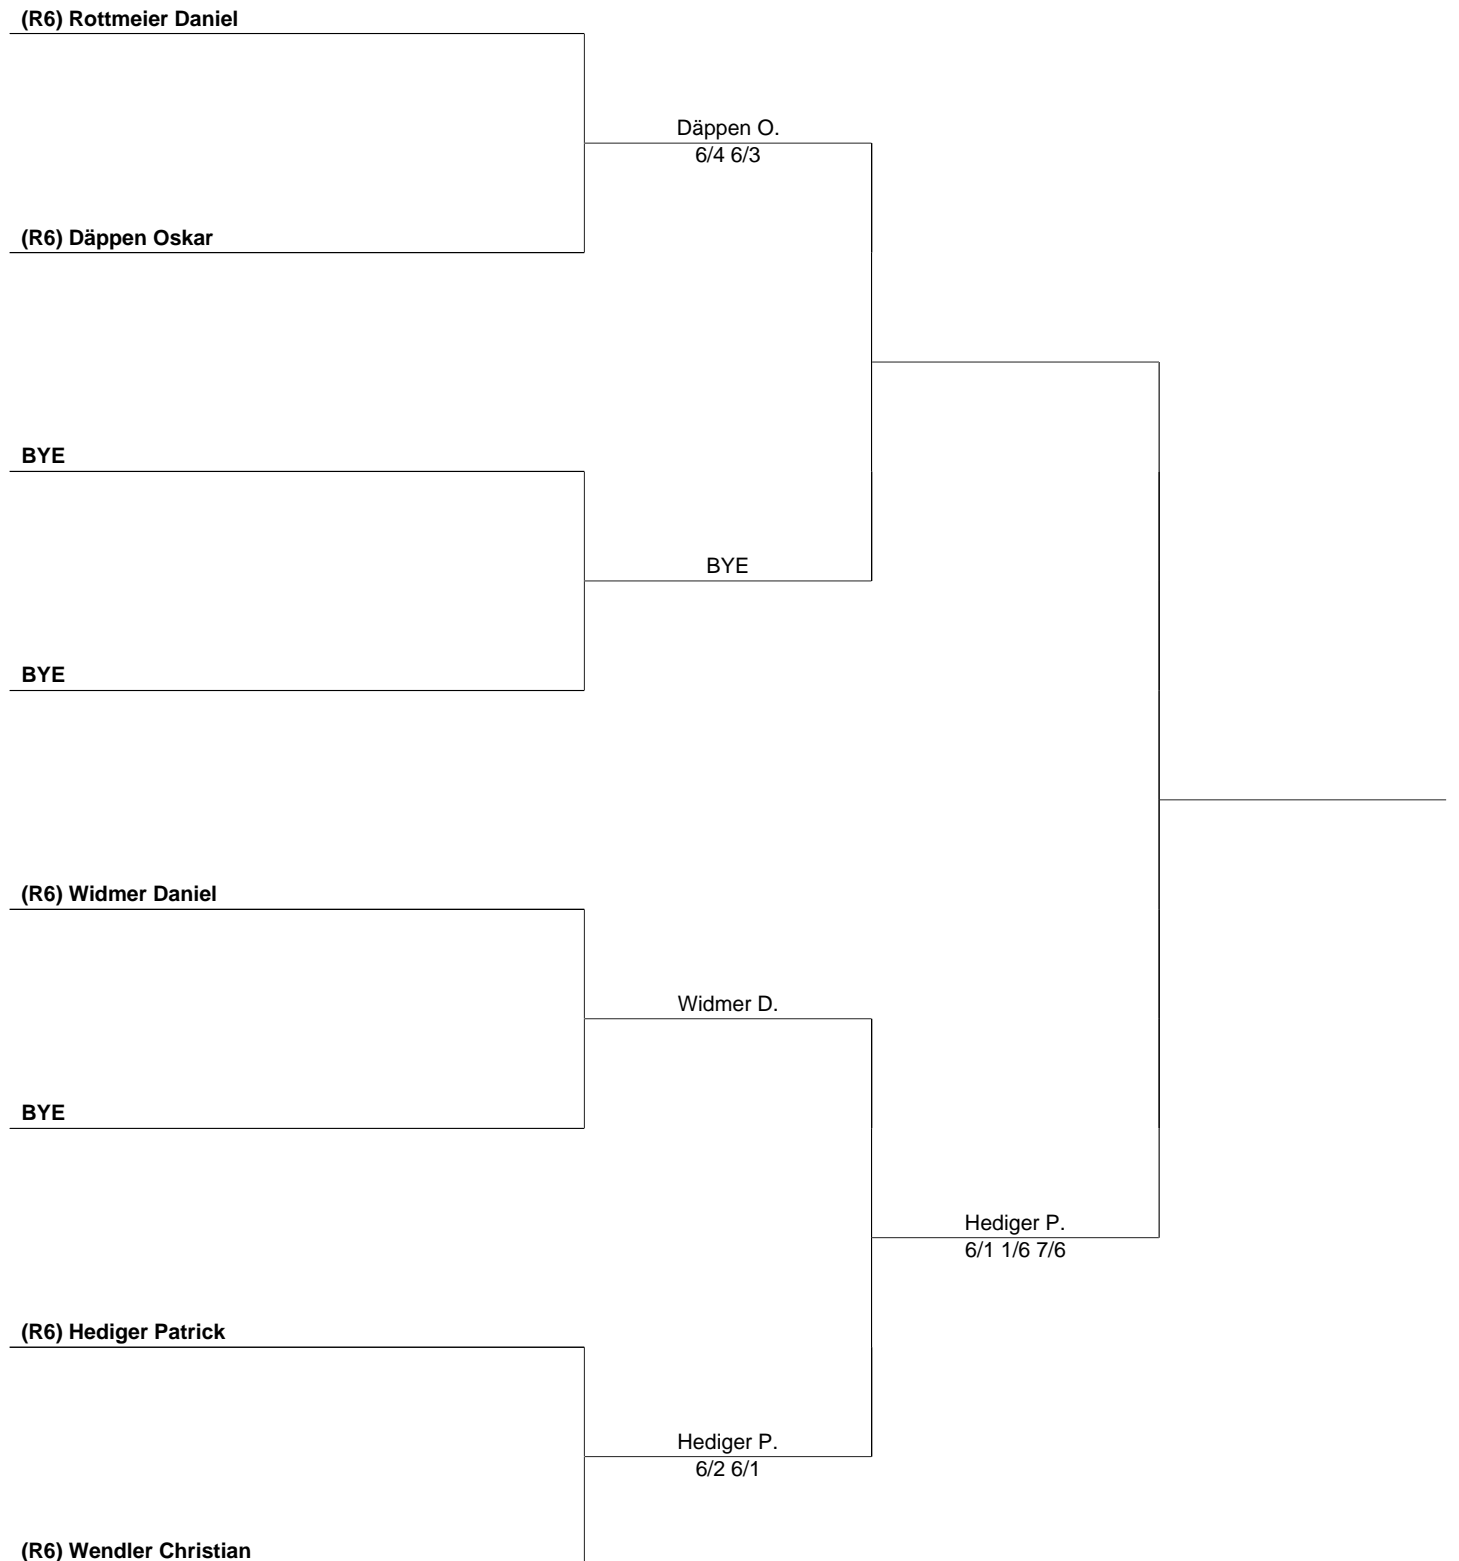 (R6) Rottmeier Daniel
Däppen O.
6/4 6/3
(R6) Däppen Oskar
BYE
BYE
BYE
(R6) Widmer Daniel
Widmer D.
BYE
Hediger P.
6/1 1/6 7/6
(R6) Hediger Patrick
Hediger P.
6/2 6/1
(R6) Wendler Christian